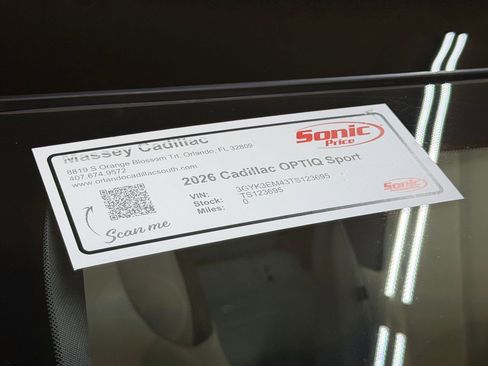 Massey Cadillac
8819 S Orange Blossom Trl, Orlando, FL 32809
407.674.9572
www.orlandocadillacsouth.com
Sonic
Price
2026 Cadillac OPTIQ Sport
VIN: 3GYK3EM43TS123695
Stock: TS123695
Miles: 0
Scan me
Sonic